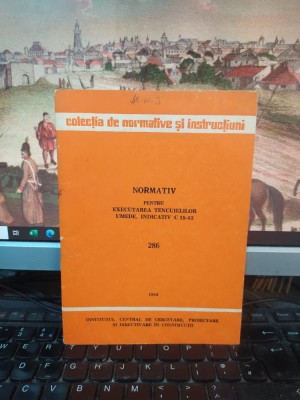 colecția de normative și instrucțiuni
NORMATIV
PENTRU
EXECUTAREA TENCUIELILOR
UMEDE, INDICATIV C 18-83
286
INSTITUTUL CENTRAL DE CERCETARE, PROIECTARE
ȘI DIRECTIVARE ÎN CONSTRUCȚII